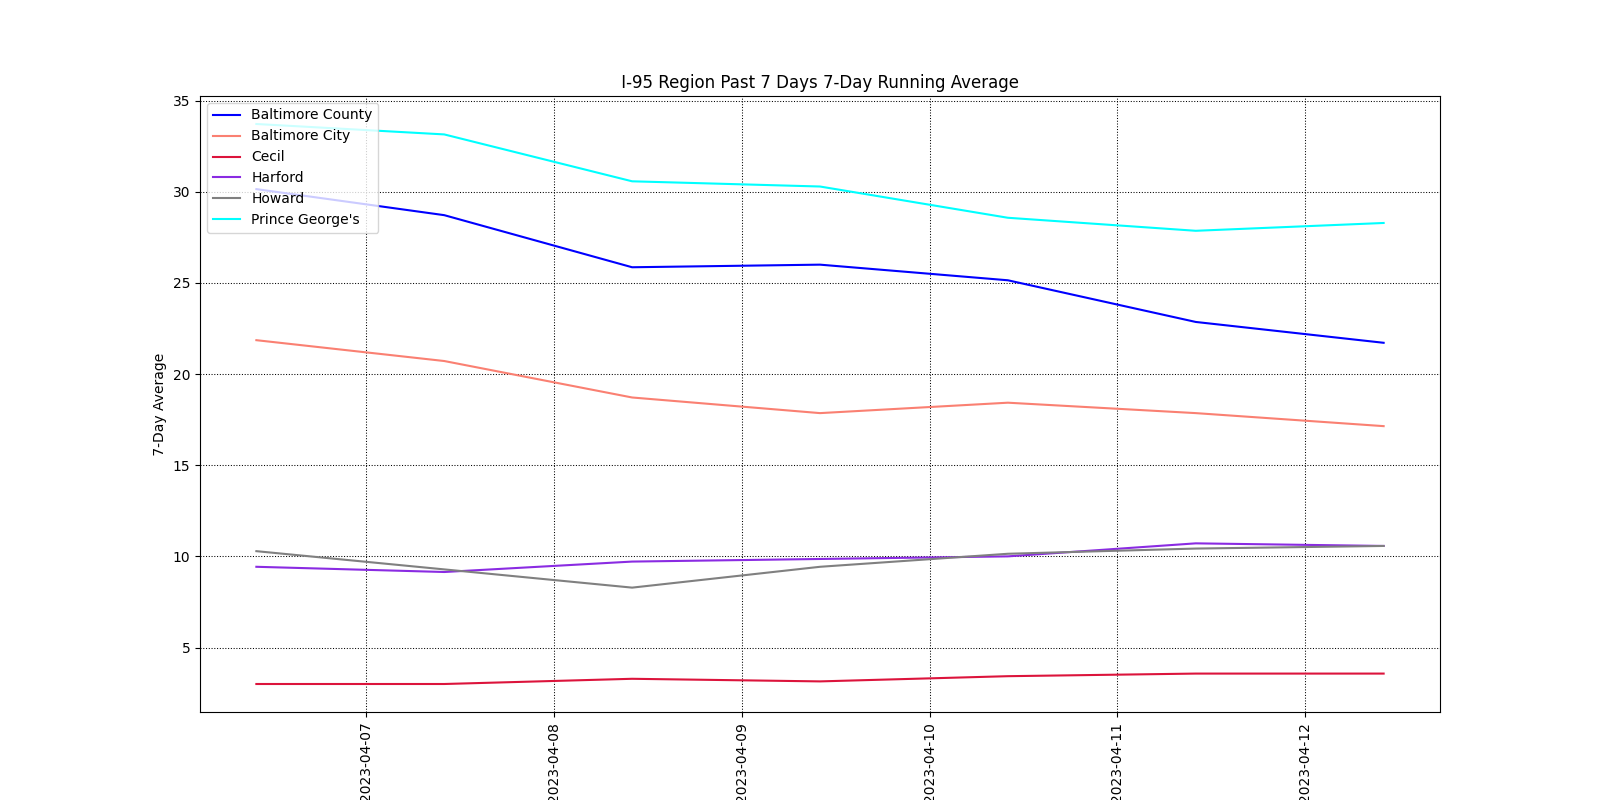 I-95 Region Past 7 Days 7-Day Running Average
35
30
25
20
15
10
5
7-Day Average
Baltimore County
Baltimore City
Cecil
Harford
Howard
Prince George's
2023-04-07
2023-04-08
2023-04-09
2023-04-10
2023-04-11
2023-04-12